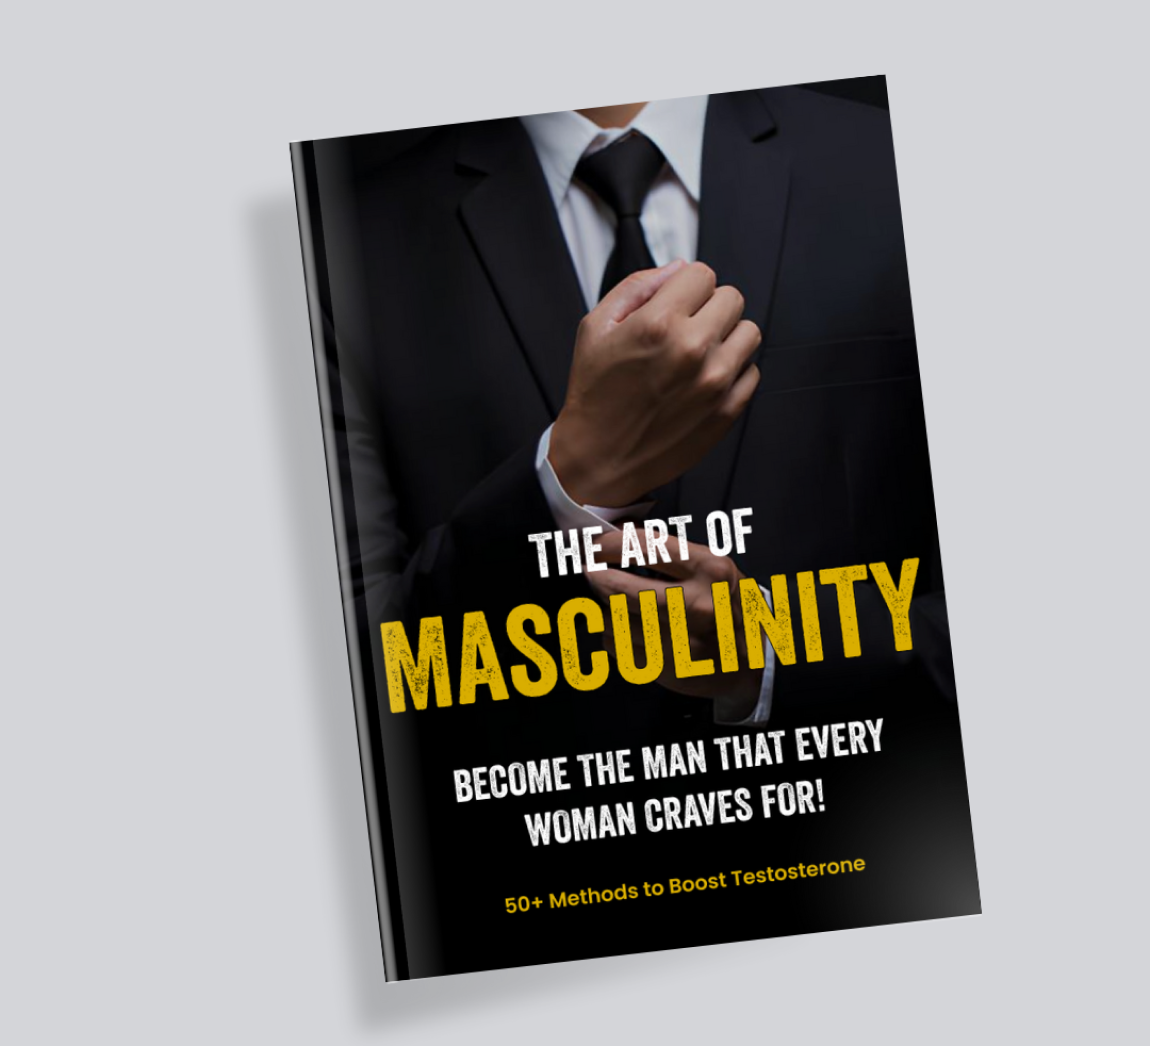 THE ART OF
MASCULINITY
BECOME THE MAN THAT EVERY
WOMAN CRAVES FOR!
50+ Methods to Boost Testosterone